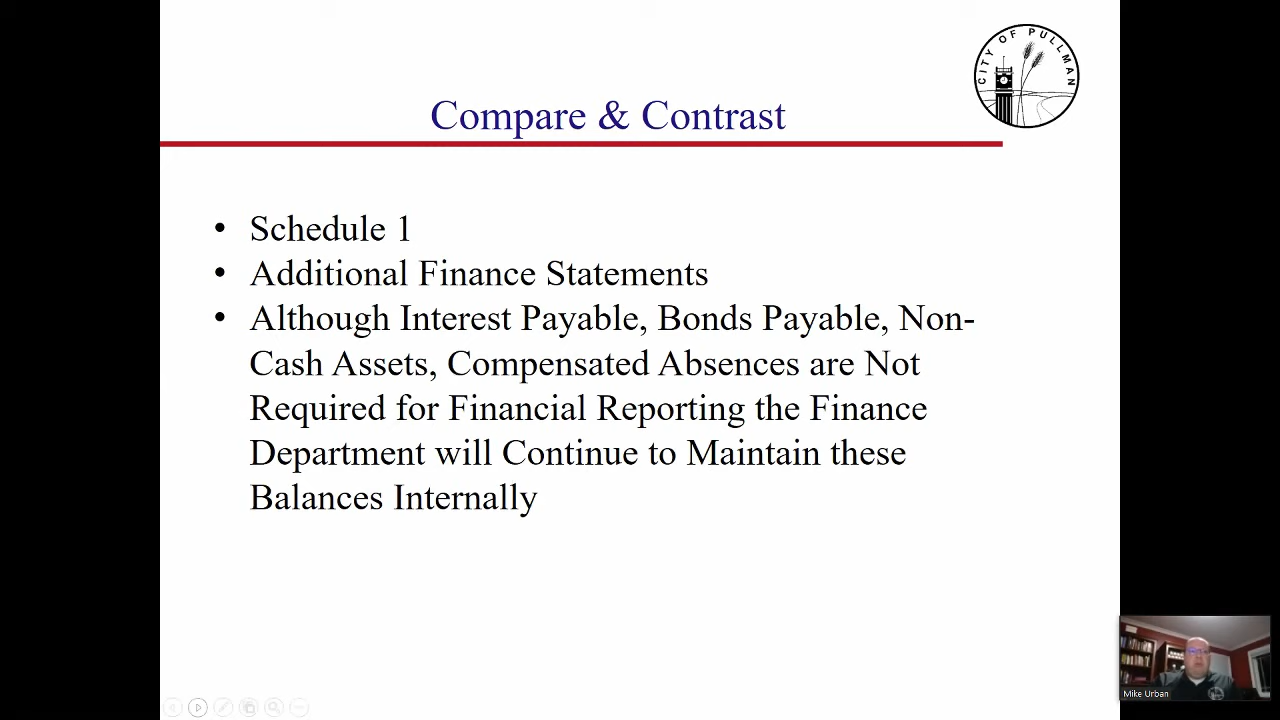 CITY OF PULLMAN
Compare & Contrast
• Schedule 1
• Additional Finance Statements
• Although Interest Payable, Bonds Payable, Non-
Cash Assets, Compensated Absences are Not
Required for Financial Reporting the Finance
Department will Continue to Maintain these
Balances Internally
Mike Urban